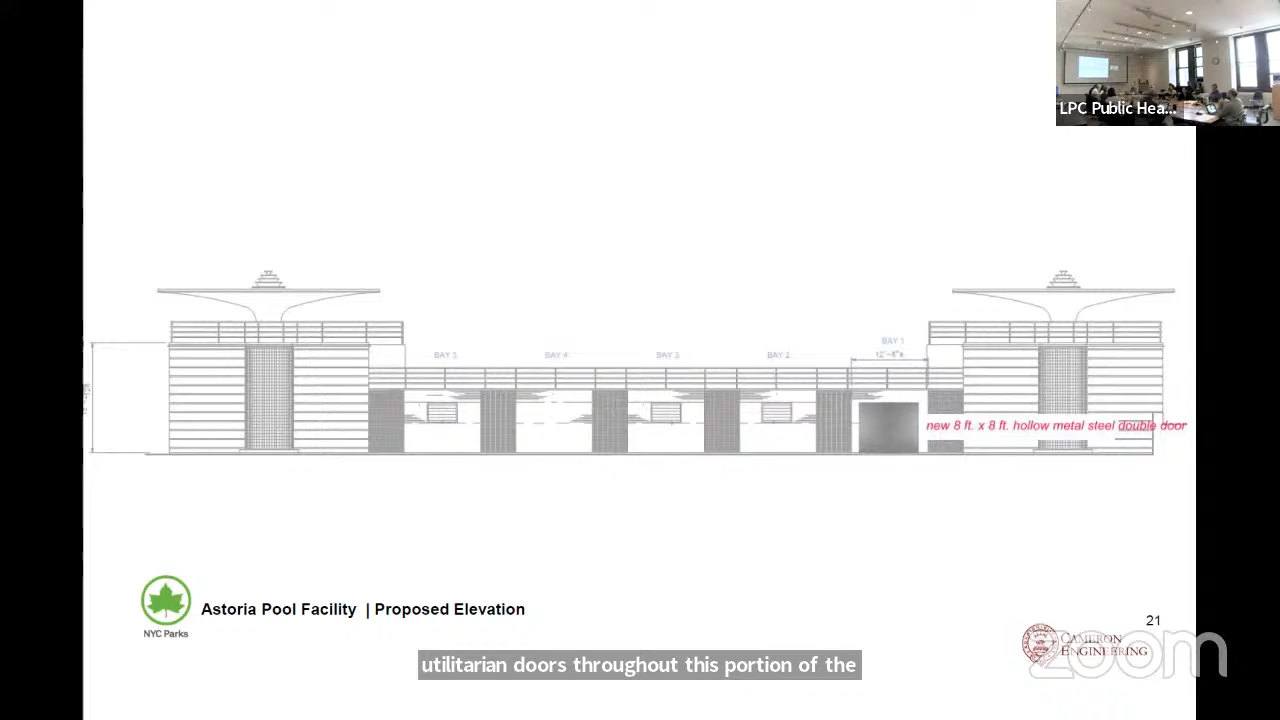 LPC Public Hea...
BAY 5
BAY 4
BAY 3
BAY 2
BAY 1
new 8 ft. x 8 ft. hollow metal steel double door
NYC Parks
Astoria Pool Facility | Proposed Elevation
21
CAMERON
ENGINEERING
zoom
utilitarian doors throughout this portion of the